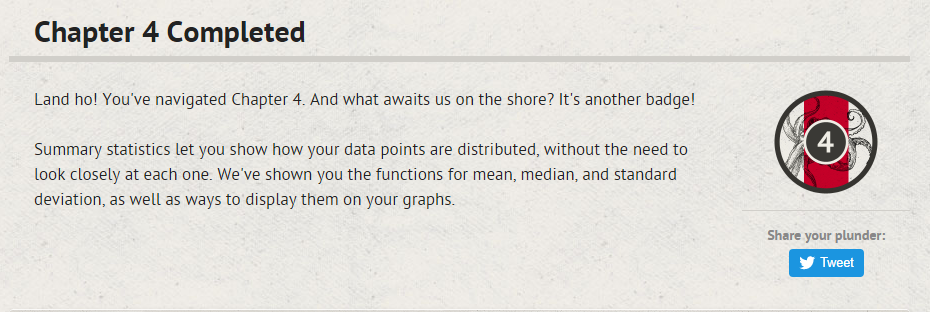 Chapter 4 Completed
Land ho! You've navigated Chapter 4. And what awaits us on the shore? It's another badge!
Summary statistics let you show how your data points are distributed, without the need to
look closely at each one. We've shown you the functions for mean, median, and standard
deviation, as well as ways to display them on your graphs.
4
Share your plunder:
Tweet